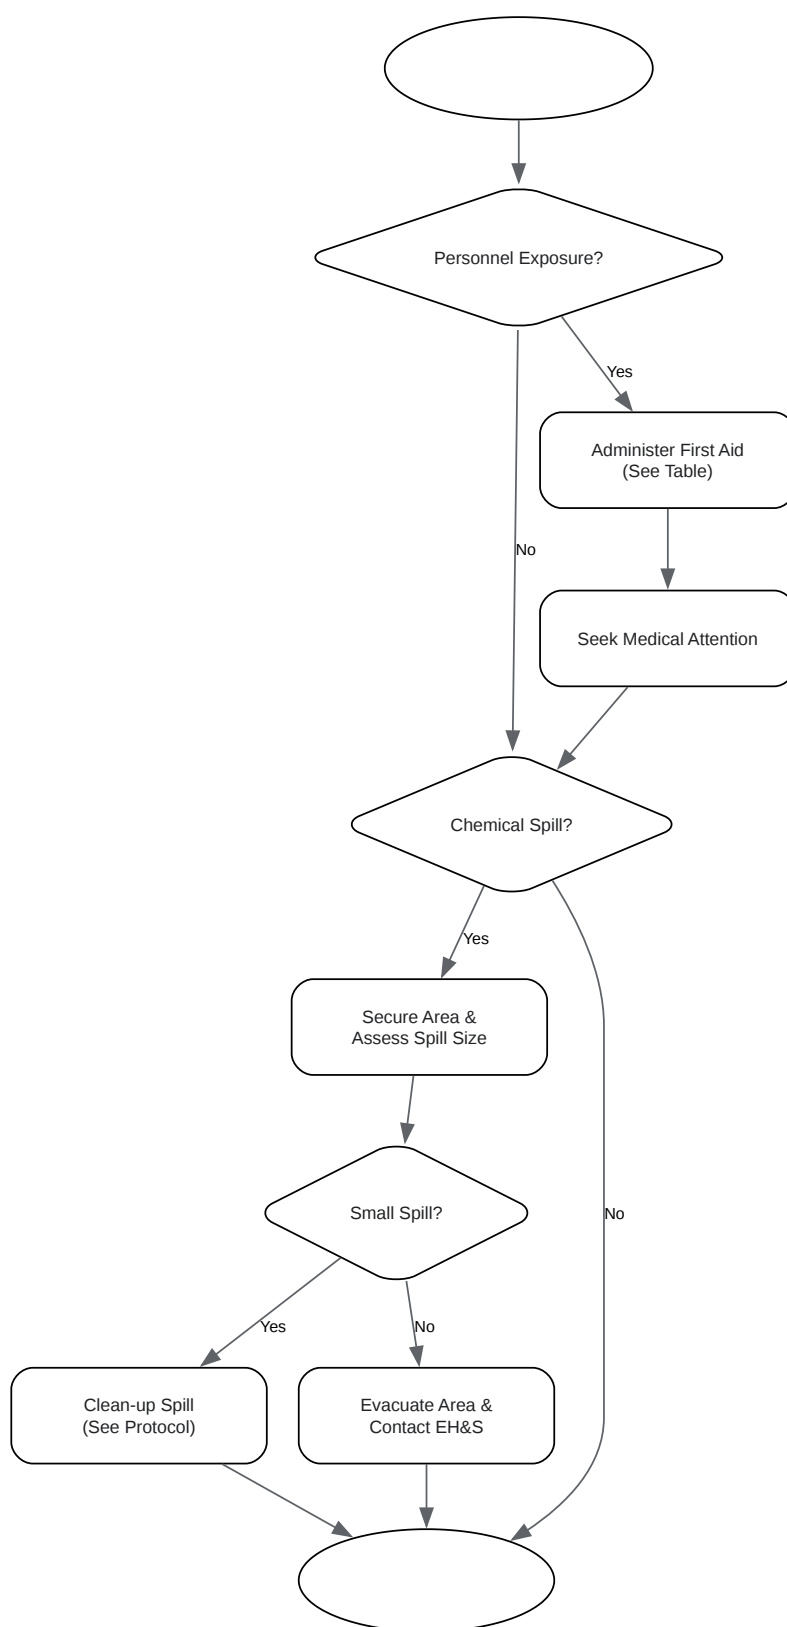 Personnel Exposure?
Yes
Administer First Aid
(See Table)
No
Seek Medical Attention
Chemical Spill?
Yes
Secure Area &
Assess Spill Size
Small Spill?
No
Yes
No
Clean-up Spill
(See Protocol)
Evacuate Area &
Contact EH&S